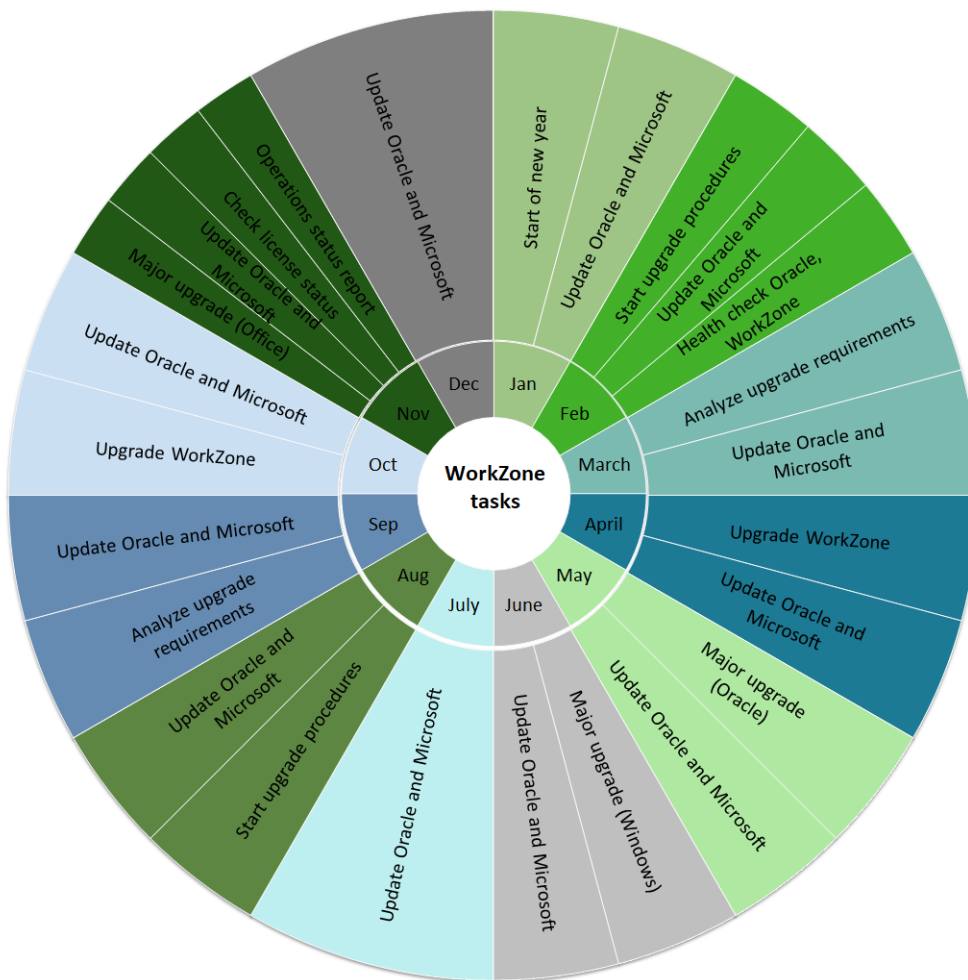 WorkZone
tasks
Jan
Start of new year
Update Oracle and Microsoft
Feb
Start upgrade procedures
Update Oracle and
Microsoft
Health check Oracle,
WorkZone
March
Analyze upgrade requirements
Update Oracle and
Microsoft
April
Upgrade WorkZone
Update Oracle and
Microsoft
May
Major upgrade
(Oracle)
Update Oracle and Microsoft
June
Major upgrade (Windows)
Update Oracle and Microsoft
July
Update Oracle and Microsoft
Aug
Start upgrade procedures
Update Oracle and
Microsoft
Sep
Analyze upgrade
requirements
Update Oracle and Microsoft
Oct
Upgrade WorkZone
Update Oracle and Microsoft
Nov
Major upgrade (Office)
Update Oracle and
Microsoft
Check license status
Operations status report
Dec
Update Oracle and Microsoft